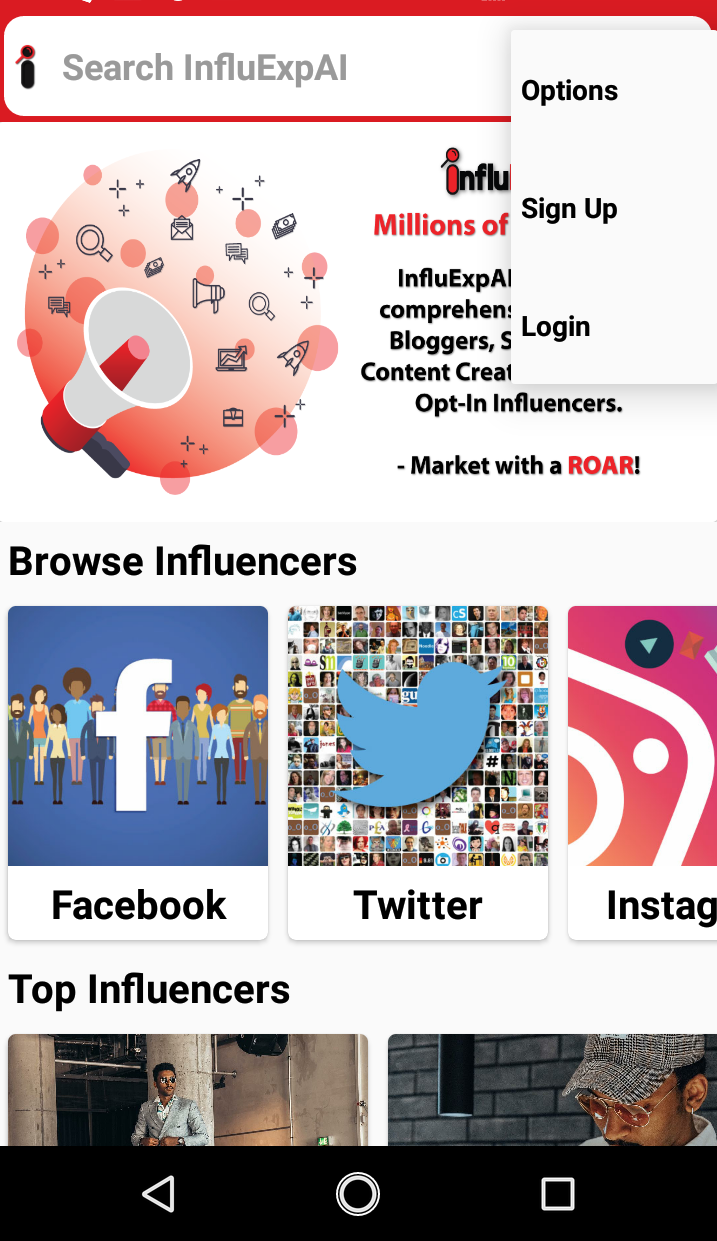 Search InfluExpAI
Options
Sign Up
Login
influ
Millions of
InfluExpAI
comprehens
Bloggers, S
Content Creat
Opt-In Influencers.
- Market with a ROAR!
Browse Influencers
Facebook
Twitter
Instag
Top Influencers